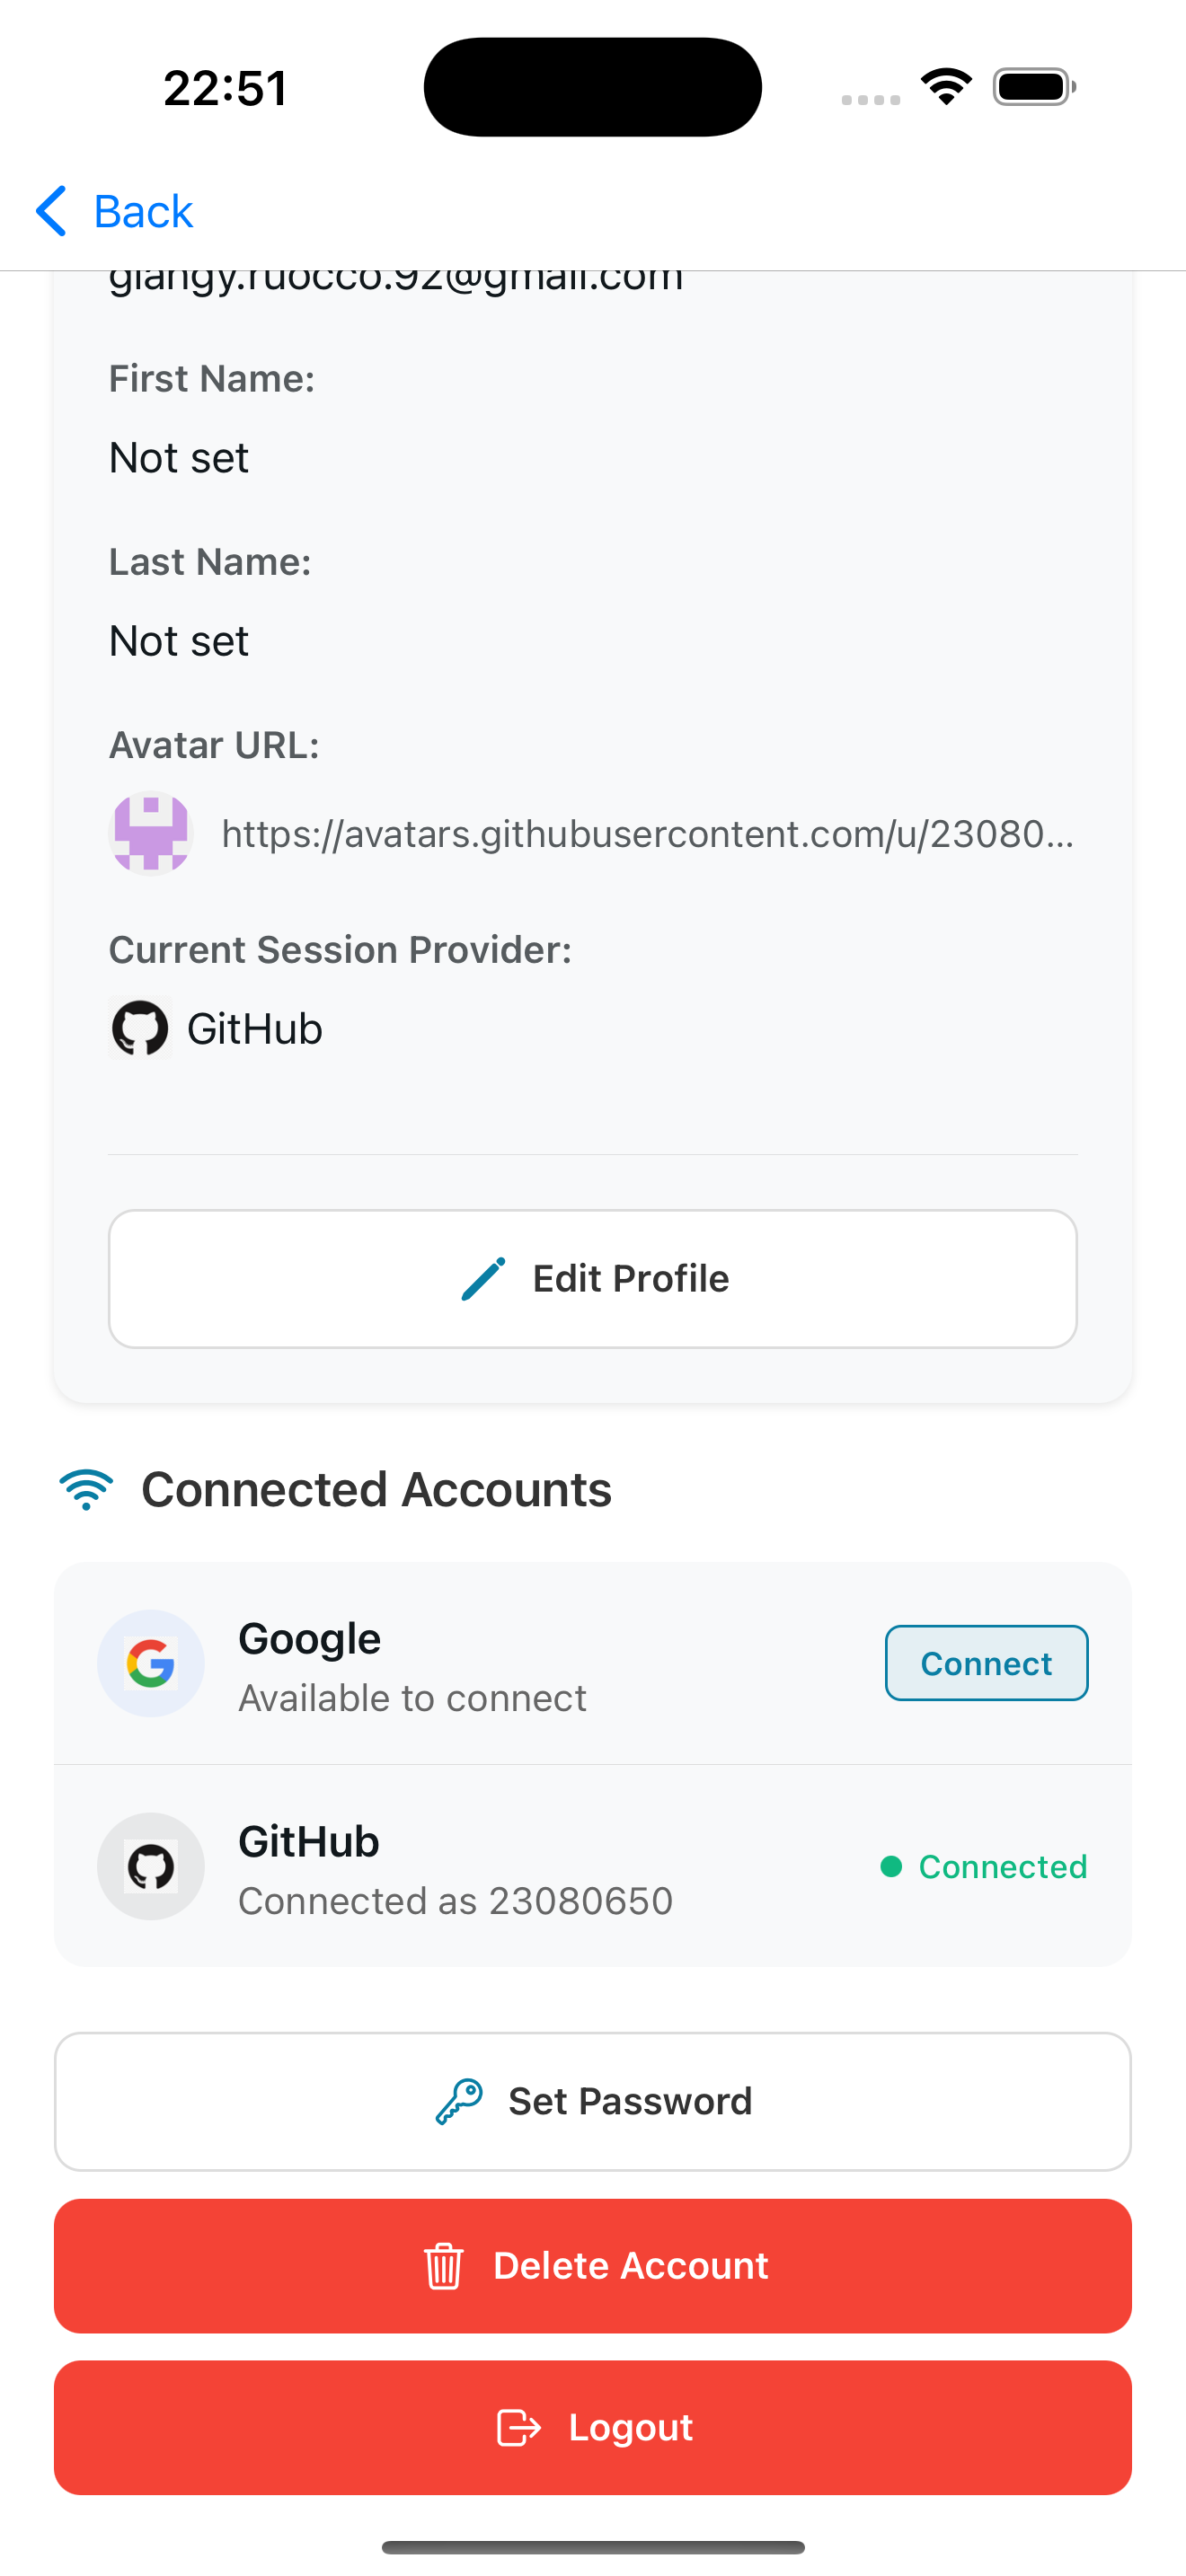 22:51
Back
giangy.ruocco.92@gmail.com
First Name:
Not set
Last Name:
Not set
Avatar URL:
https://avatars.githubusercontent.com/u/23080...
Current Session Provider:
GitHub
Edit Profile
Connected Accounts
Google
Available to connect
Connect
GitHub
Connected as 23080650
Connected
Set Password
Delete Account
Logout